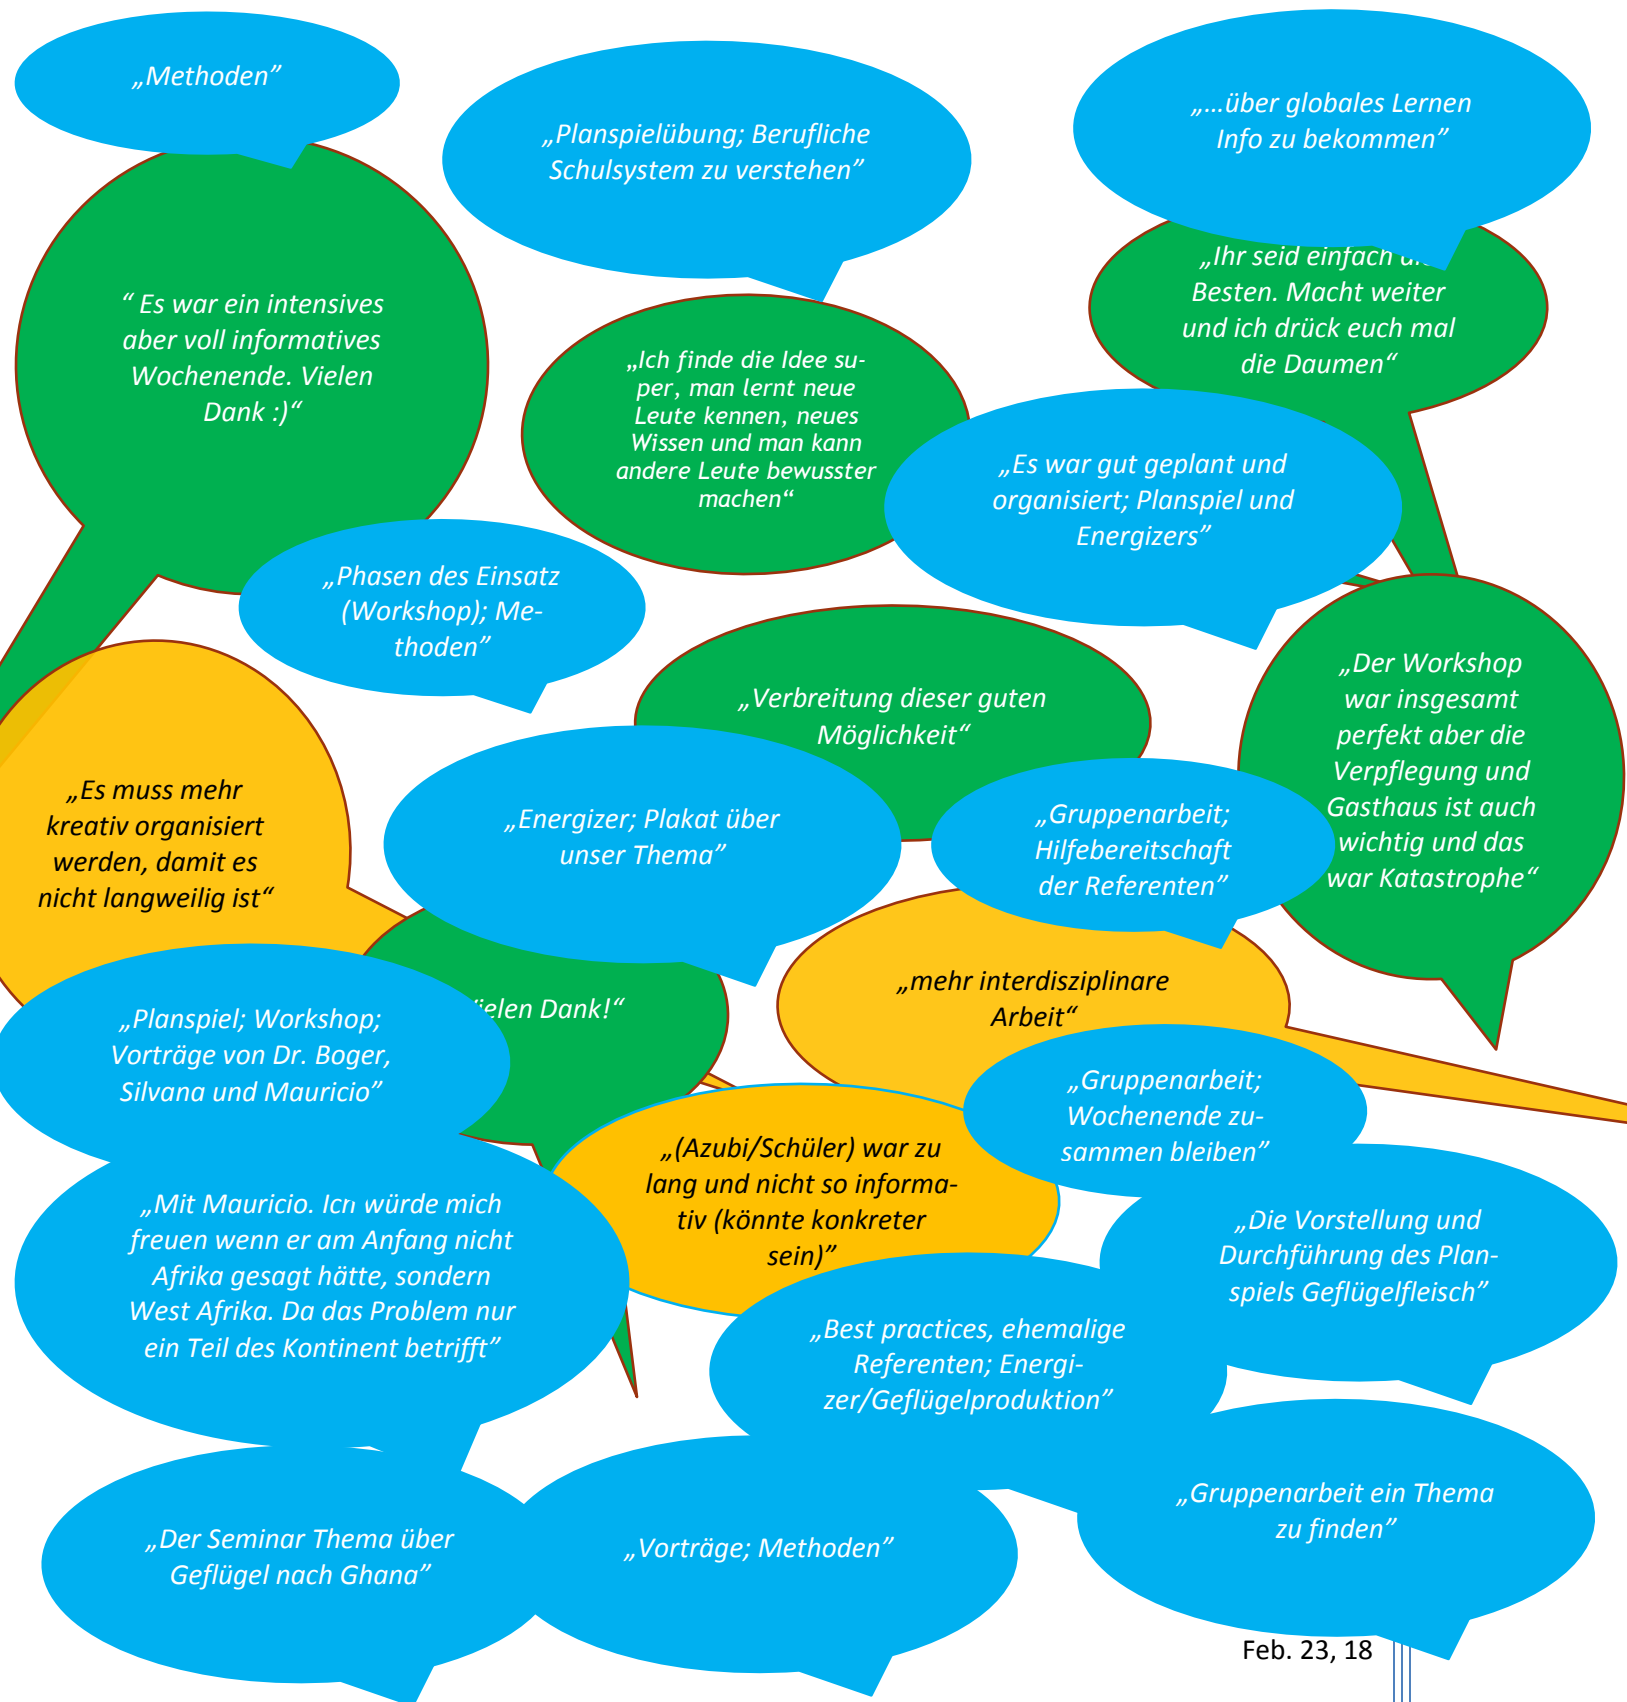 „Methoden”
„Planspielübung; Berufliche
Schulsystem zu verstehen”
„…über globales Lernen
Info zu bekommen”
“ Es war ein intensives
aber voll informatives
Wochenende. Vielen
Dank :)“
„Ich finde die Idee su-
per, man lernt neue
Leute kennen, neues
Wissen und man kann
andere Leute bewusster
machen“
„Ihr seid einfach
Besten. Macht weiter
und ich drück euch mal
die Daumen“
„Es war gut geplant und
organisiert; Planspiel und
Energizers”
„Phasen des Einsatz
(Workshop); Me-
thoden”
„Verbreitung dieser guten
Möglichkeit“
„Der Workshop
war insgesamt
perfekt aber die
Verpflegung und
Gasthaus ist auch
wichtig und das
war Katastrophe“
„Es muss mehr
kreativ organisiert
werden, damit es
nicht langweilig ist“
„Energizer; Plakat über
unser Thema”
„Gruppenarbeit;
Hilfebereitschaft
der Referenten”
„mehr interdisziplinare
Arbeit“
ielen Dank!“
„Planspiel; Workshop;
Vorträge von Dr. Boger,
Silvana und Mauricio”
„Gruppenarbeit;
Wochenende zu-
sammen bleiben”
„(Azubi/Schüler) war zu
lang und nicht so informa-
tiv (könnte konkreter
sein)”
„Mit Mauricio. Ich würde mich
freuen wenn er am Anfang nicht
Afrika gesagt hätte, sondern
West Afrika. Da das Problem nur
ein Teil des Kontinent betrifft”
„Die Vorstellung und
Durchführung des Plan-
spiels Geflügelfleisch”
„Best practices, ehemalige
Referenten; Energi-
zer/Geflügelproduktion”
„Gruppenarbeit ein Thema
zu finden”
„Der Seminar Thema über
Geflügel nach Ghana”
„Vorträge; Methoden”
Feb. 23, 18